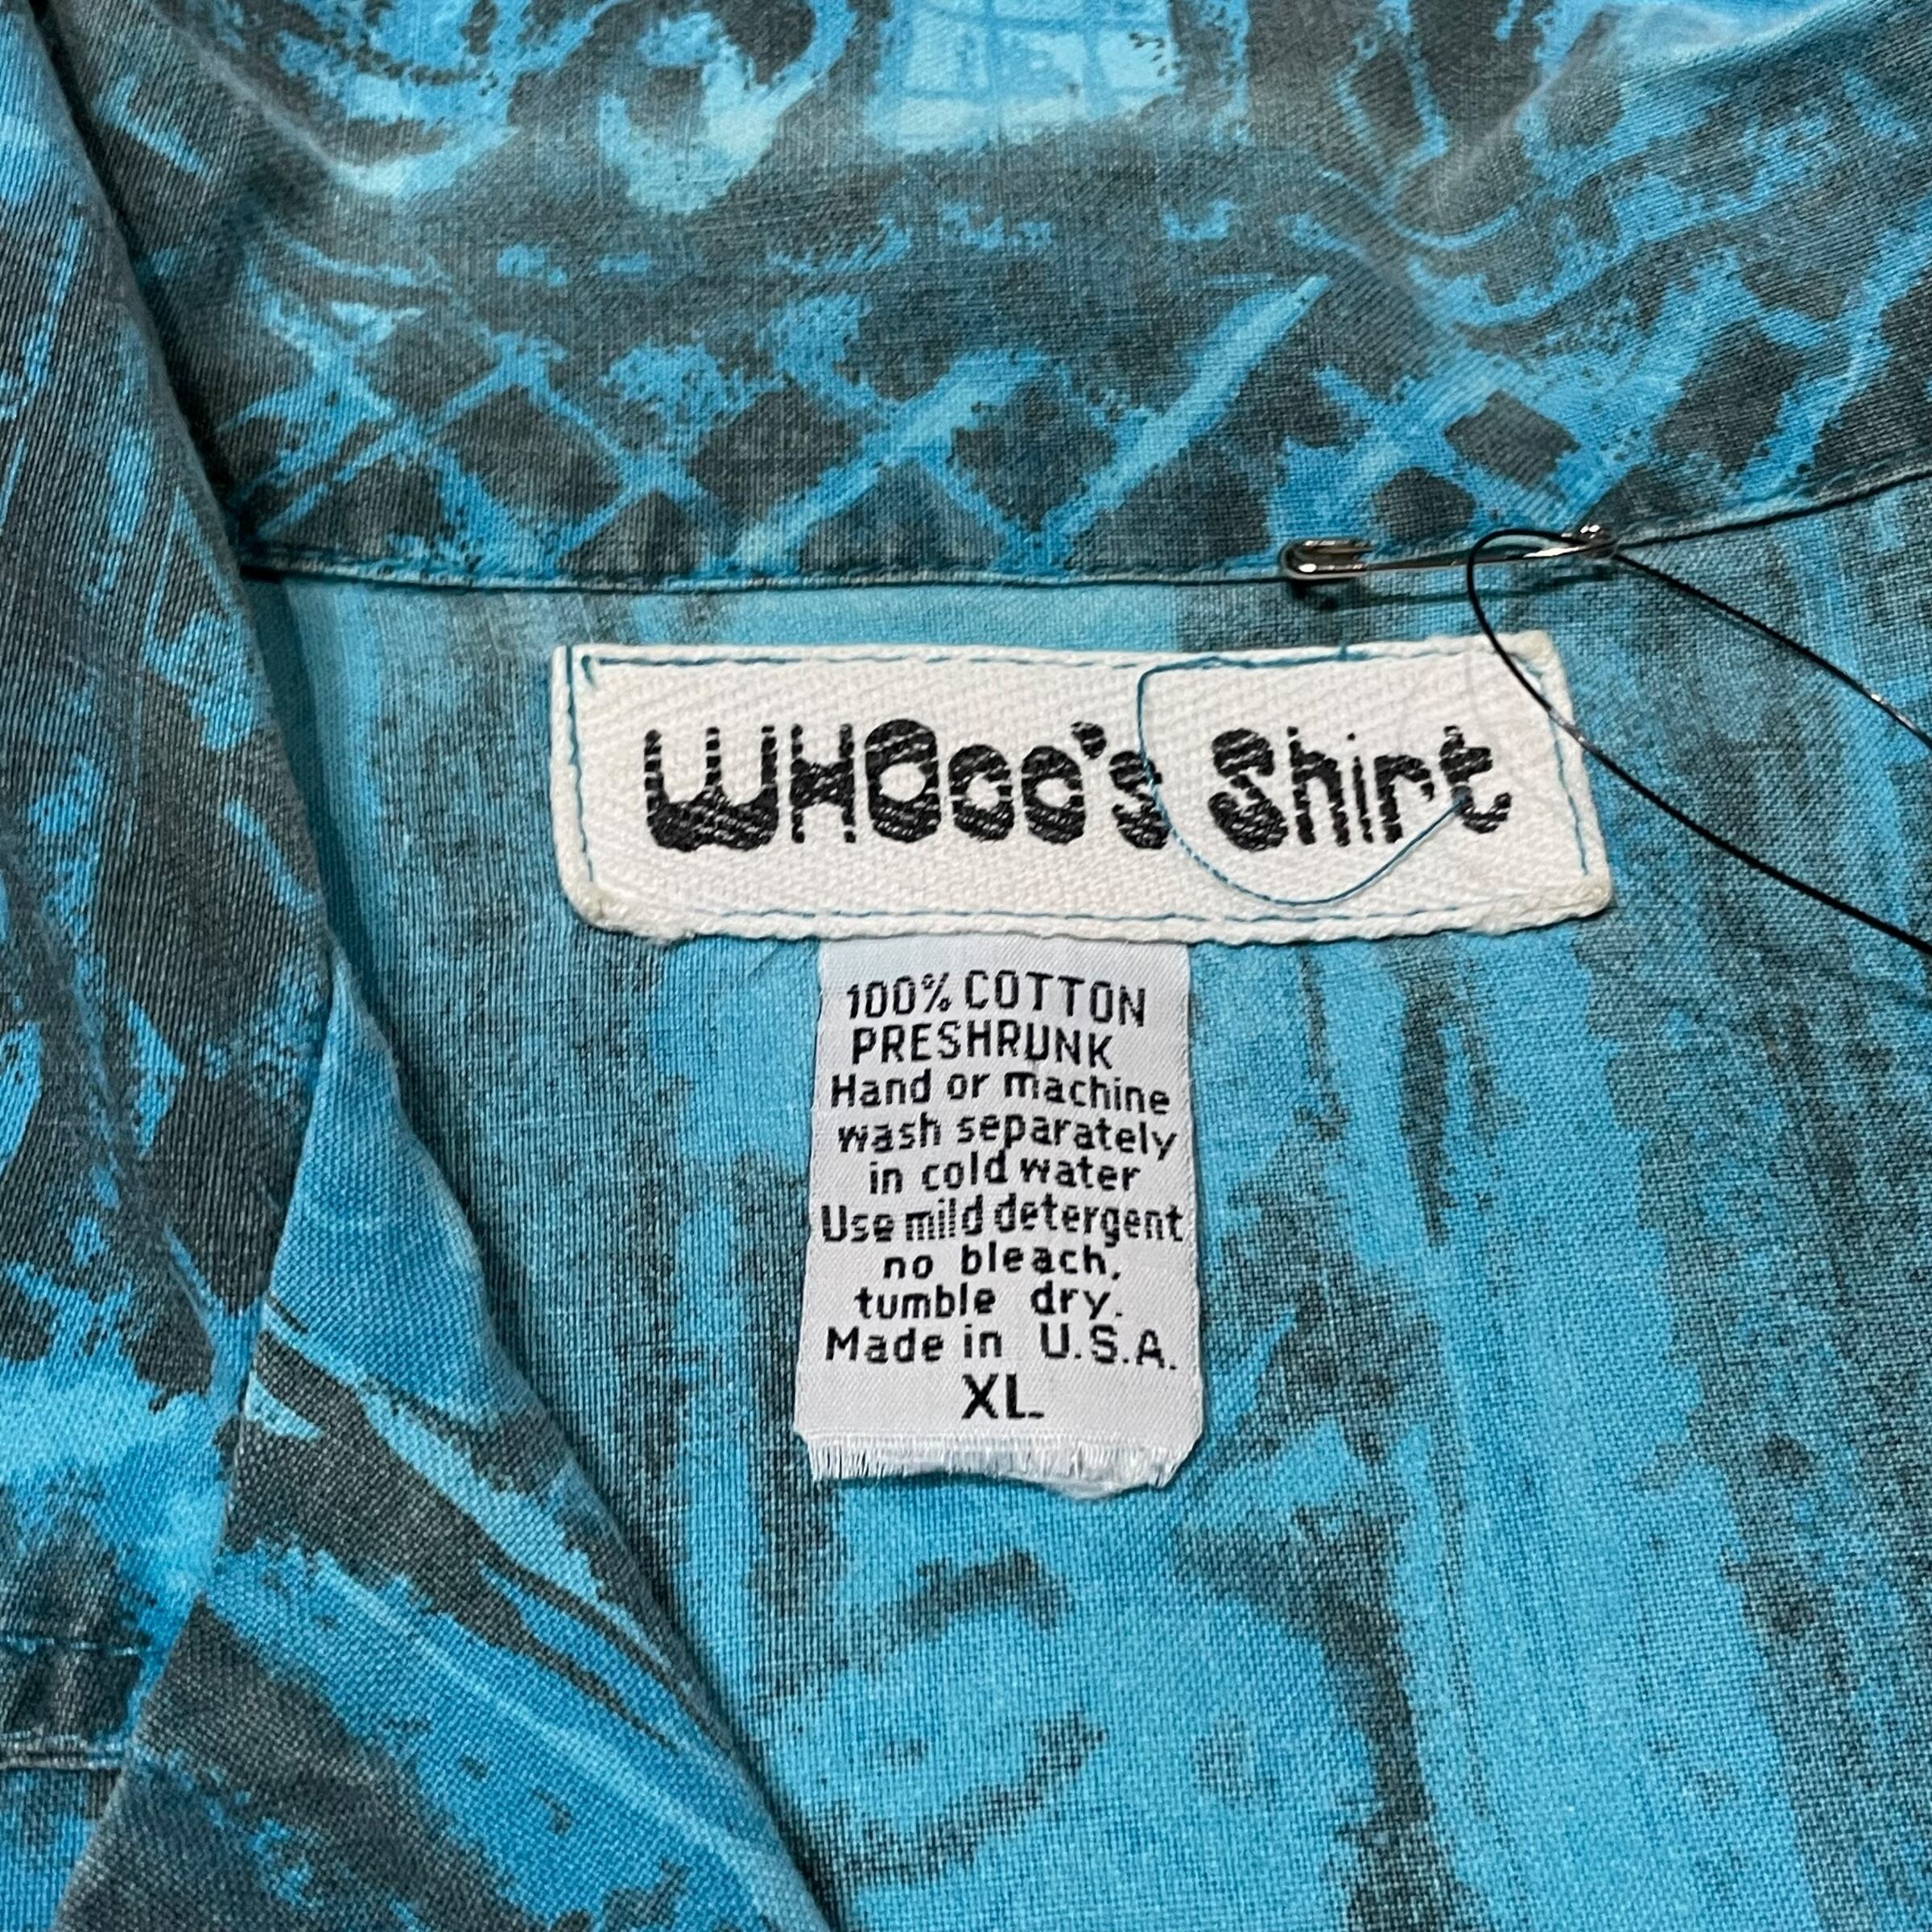 WHOoo's Shirt
100% COTTON
PRESHRUNK
Hand or machine
wash separately
in cold water
Use mild detergent
no bleach,
tumble dry.
Made in U.S.A.
XL